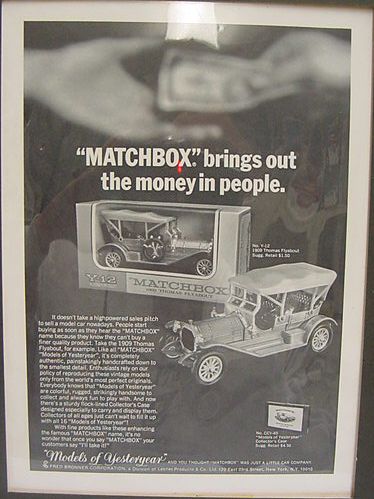 "MATCHBOX" brings out
the money in people.
No. Y-12
1909 Thomas Flyabout
Sugg. Retail $1.50
Y-12
MATCHBOX
1909 THOMAS FLYABOUT
It doesn't take a highpowered sales pitch
to sell a model car nowadays. People start
buying as soon as they hear the "MATCHBOX"
name because they know they can't buy a
finer quality product. Take the 1909 Thomas
Flyabout, for example. Like all "MATCHBOX"
"Models of Yesteryear", it's completely
authentic, painstakingly handcrafted down to
the smallest detail. Enthusiasts rely on our
policy of reproducing these vintage models
only from the world's most perfect originals.
Everybody knows that "Models of Yesteryear"
are colorful, rugged, strikingly handsome to
collect and always fun to play with. And now
there's a sturdy flock-lined Collector's Case
designed especially to carry and display them.
Collectors of all ages just can't wait to fill it up
with all 16 "Models of Yesteryear"!
With fine products like these enhancing
the famous "MATCHBOX" name, it's no
wonder that once you say "MATCHBOX" your
customers say "I'll take it!"
No. CCY-40
"Models of Yesteryear"
Collector's Case
Sugg. Retail $4.50
"Models of Yesteryear" AND YOU THOUGHT "MATCHBOX" WAS JUST A LITTLE CAR COMPANY.
© FRED BRONNER CORPORATION, a Division of Lesney Products & Co. Ltd. 120 East 23rd Street, New York, N.Y. 10010